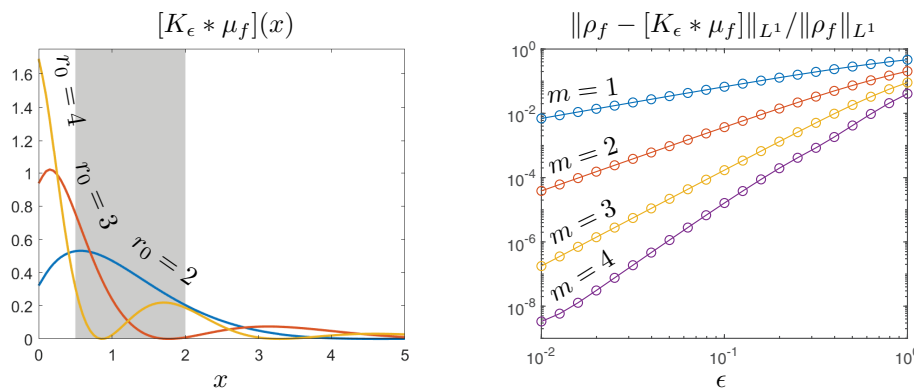 [K_ϵ ∗ μ_f](x)
1.6
1.4
1.2
1
0.8
0.6
0.4
0.2
0
r_0 = 4
r_0 = 3
r_0 = 2
0 1 2 3 4 5
x
‖ρ_f − [K_ϵ ∗ μ_f]‖_{L^1}/‖ρ_f‖_{L^1}
10^0
10^{-2}
10^{-4}
10^{-6}
10^{-8}
m = 1
m = 2
m = 3
m = 4
10^{-2} 10^{-1} 10^0
ϵ